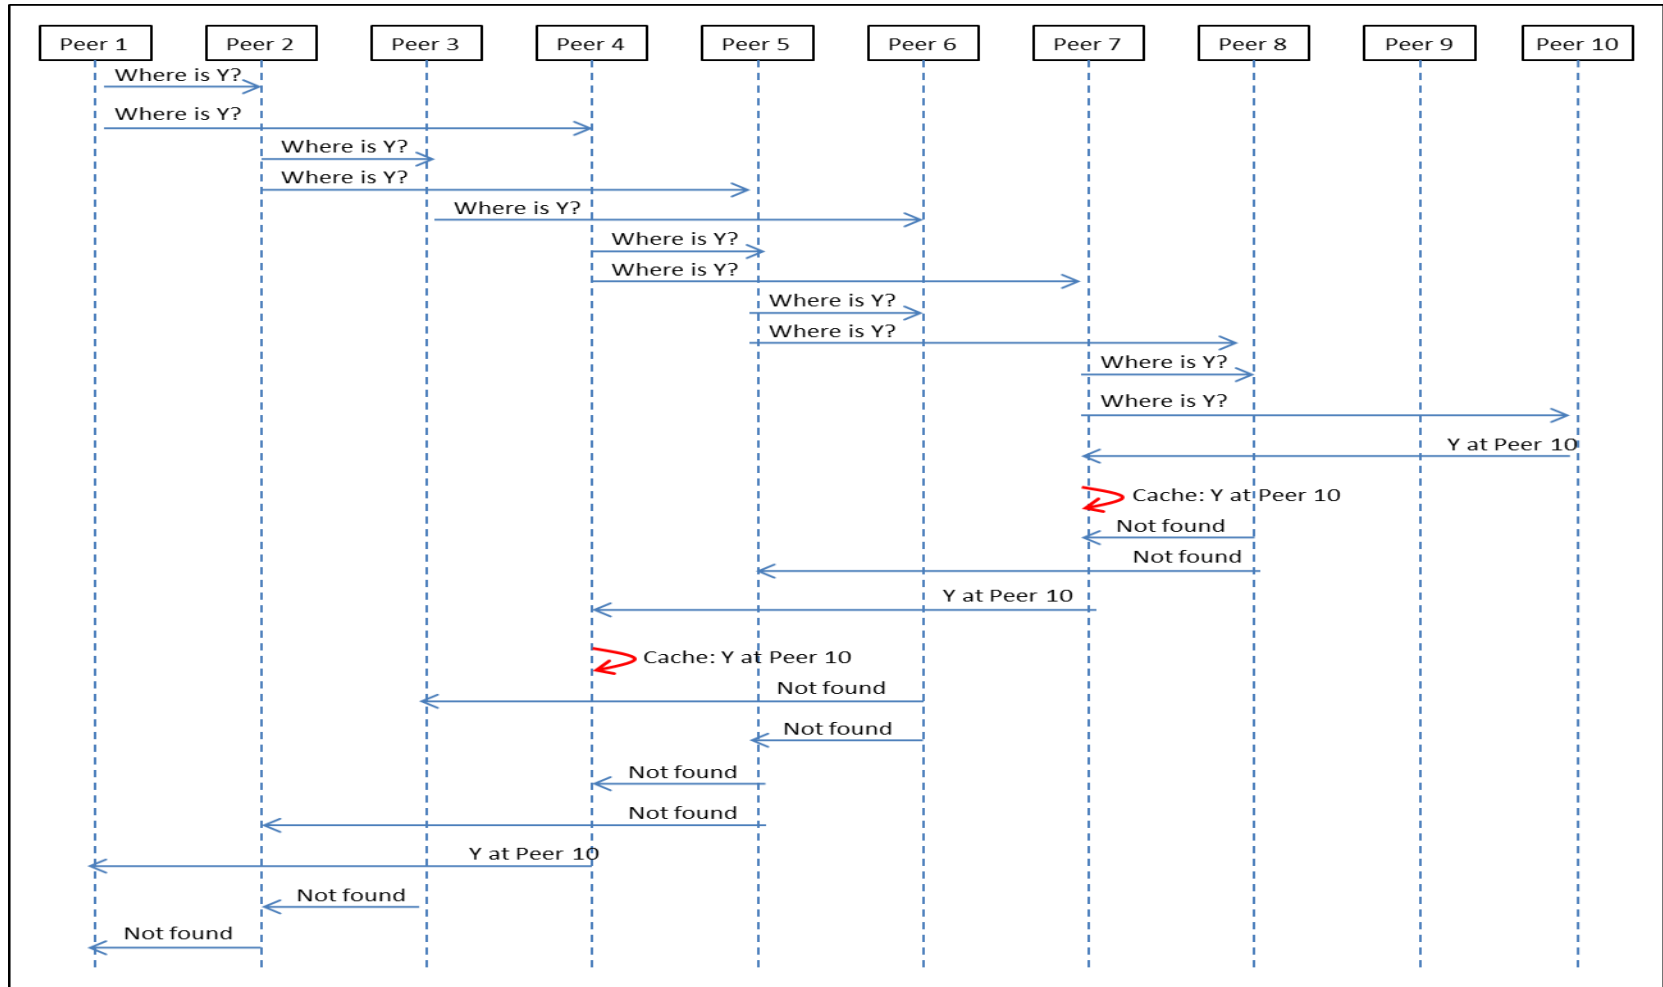 Peer 1
Peer 2
Peer 3
Peer 4
Peer 5
Peer 6
Peer 7
Peer 8
Peer 9
Peer 10
Where is Y?
Where is Y?
Where is Y?
Where is Y?
Where is Y?
Where is Y?
Where is Y?
Where is Y?
Where is Y?
Where is Y?
Where is Y?
Y at Peer 10
Cache: Y at Peer 10
Not found
Not found
Y at Peer 10
Cache: Y at Peer 10
Not found
Not found
Not found
Not found
Y at Peer 10
Not found
Not found